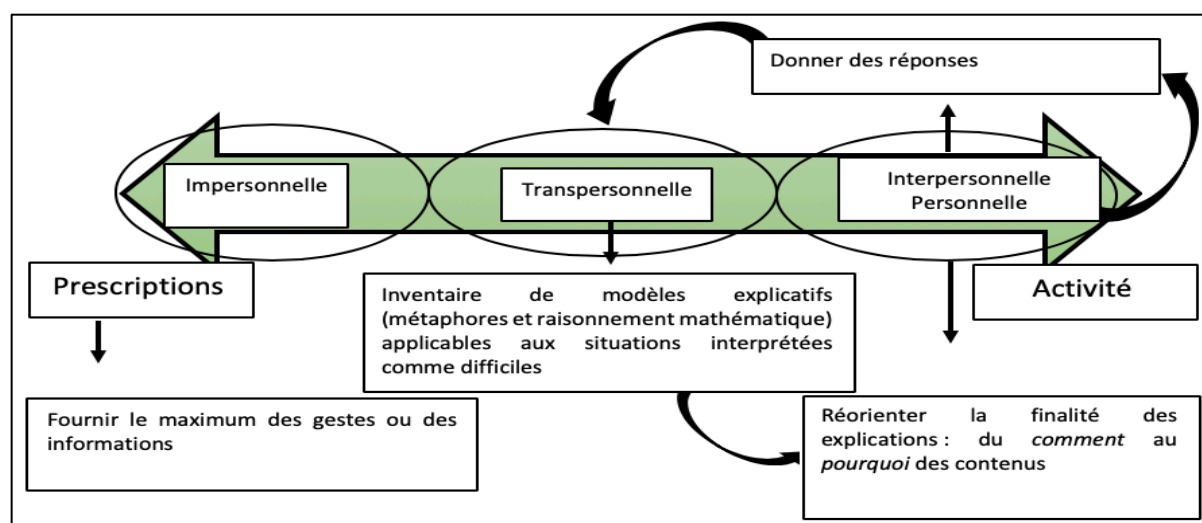 Donner des réponses
Impersonnelle
Transpersonnelle
Interpersonnelle
Personnelle
Prescriptions
Inventaire de modèles explicatifs
(métaphores et raisonnement mathématique)
applicables aux situations interprétées
comme difficiles
Activité
Fournir le maximum des gestes ou des
informations
Réorienter la finalité des
explications : du comment au
pourquoi des contenus